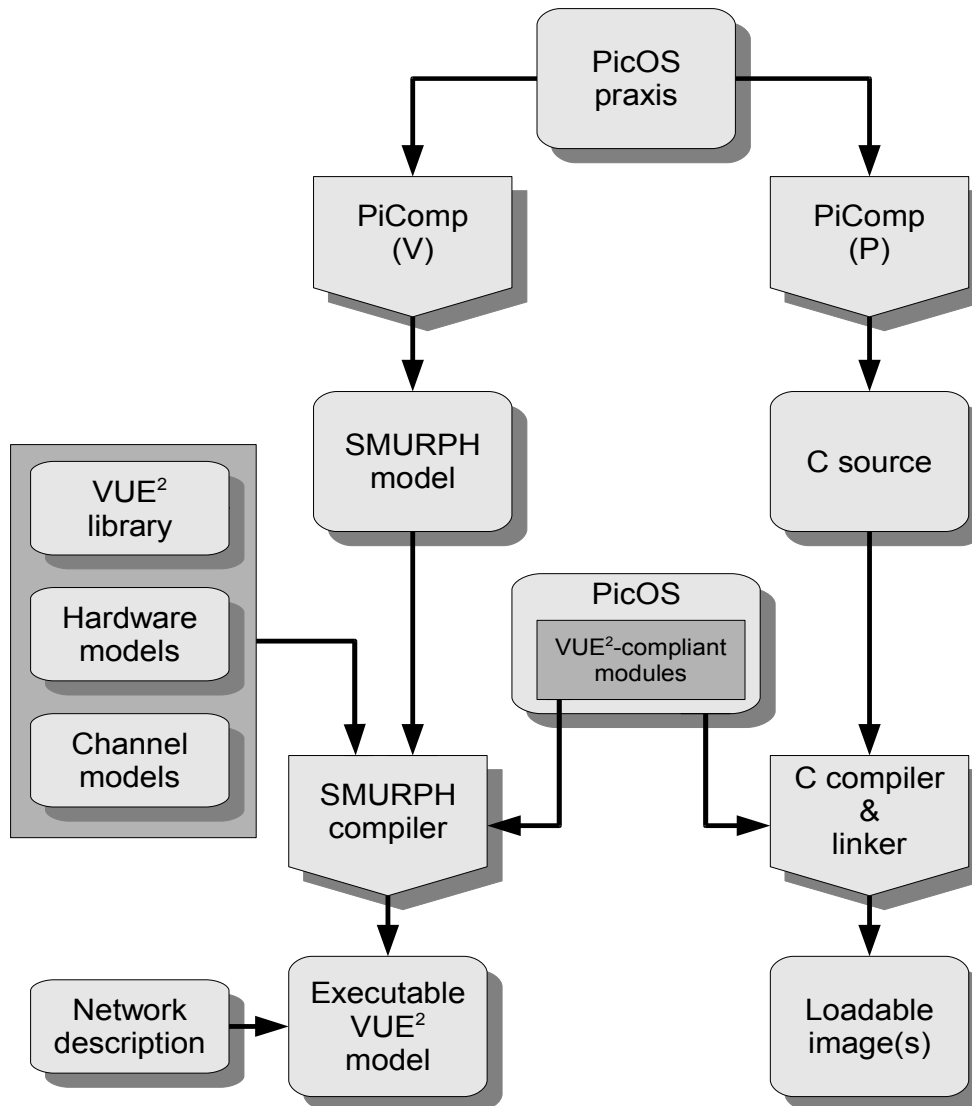 PicOS
praxis
PiComp
(V)
PiComp
(P)
SMURPH
model
C source
VUE²
library
Hardware
models
Channel
models
PicOS
VUE²-compliant
modules
SMURPH
compiler
C compiler
&
linker
Network
description
Executable
VUE²
model
Loadable
image(s)